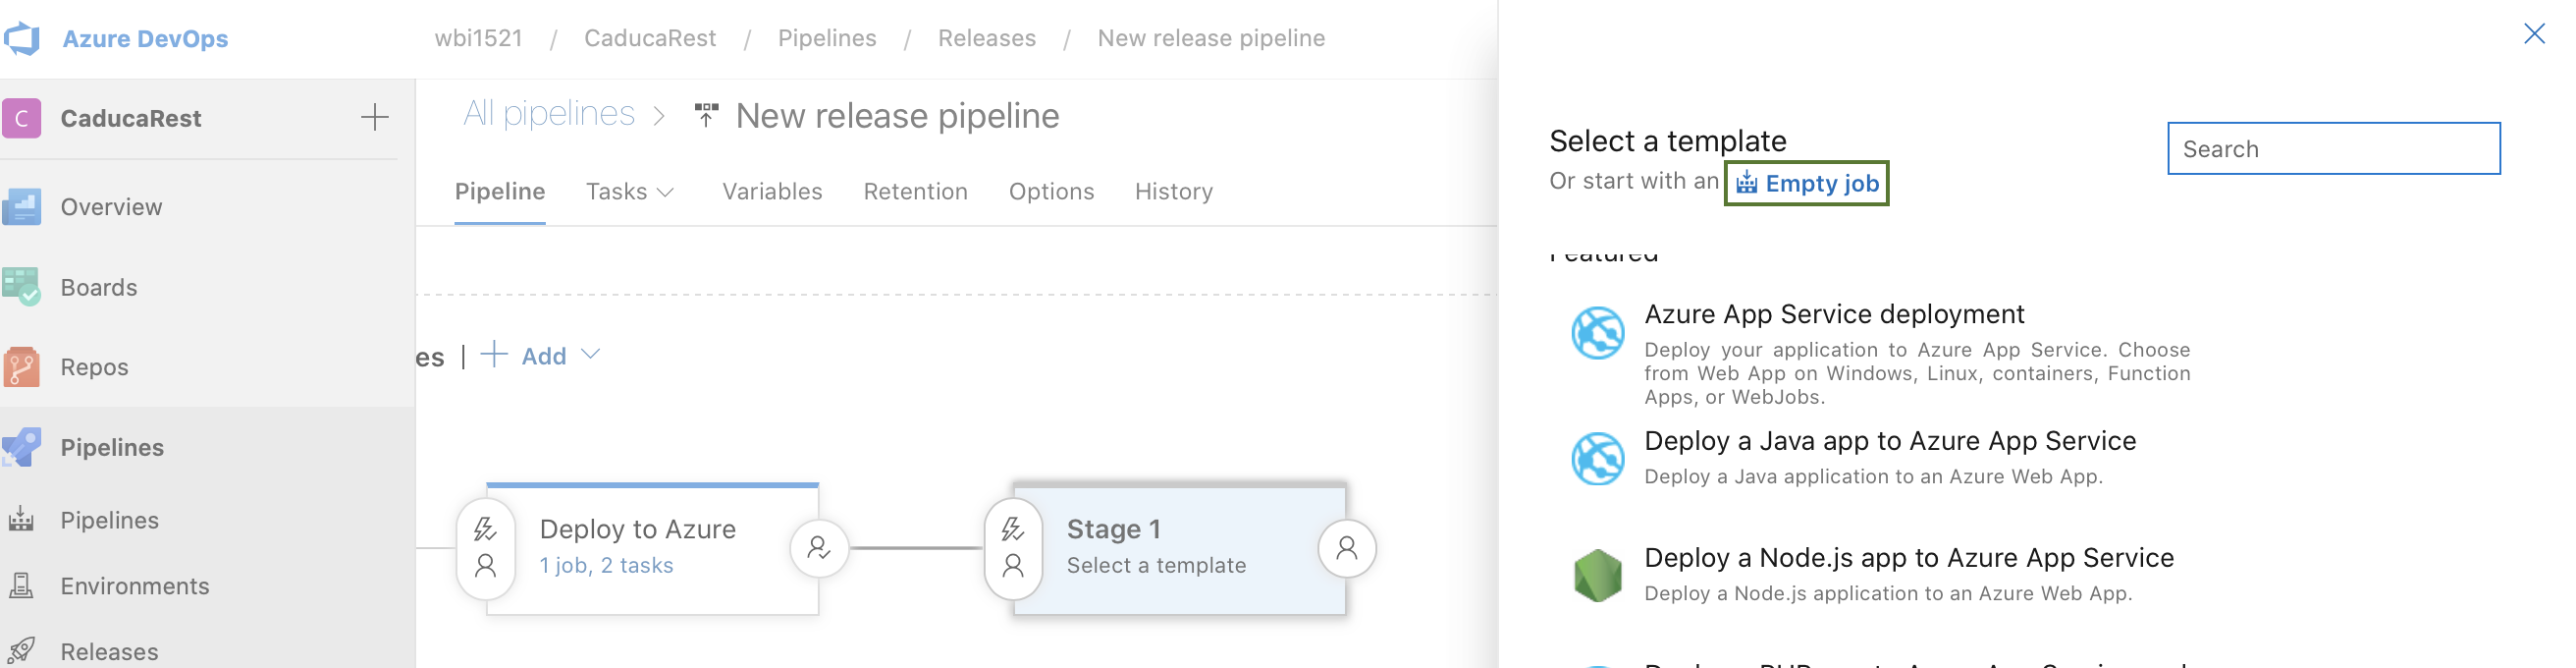 Azure DevOps
wbi1521 / CaducaRest / Pipelines / Releases / New release pipeline
C CaducaRest
Overview
Boards
Repos
Pipelines
Pipelines
Environments
Releases
All pipelines > New release pipeline
Pipeline Tasks Variables Retention Options History
es | + Add
Deploy to Azure
1 job, 2 tasks
Stage 1
Select a template
Select a template
Or start with an Empty job
Search
Featured
Azure App Service deployment
Deploy your application to Azure App Service. Choose
from Web App on Windows, Linux, containers, Function
Apps, or WebJobs.
Deploy a Java app to Azure App Service
Deploy a Java application to an Azure Web App.
Deploy a Node.js app to Azure App Service
Deploy a Node.js application to an Azure Web App.